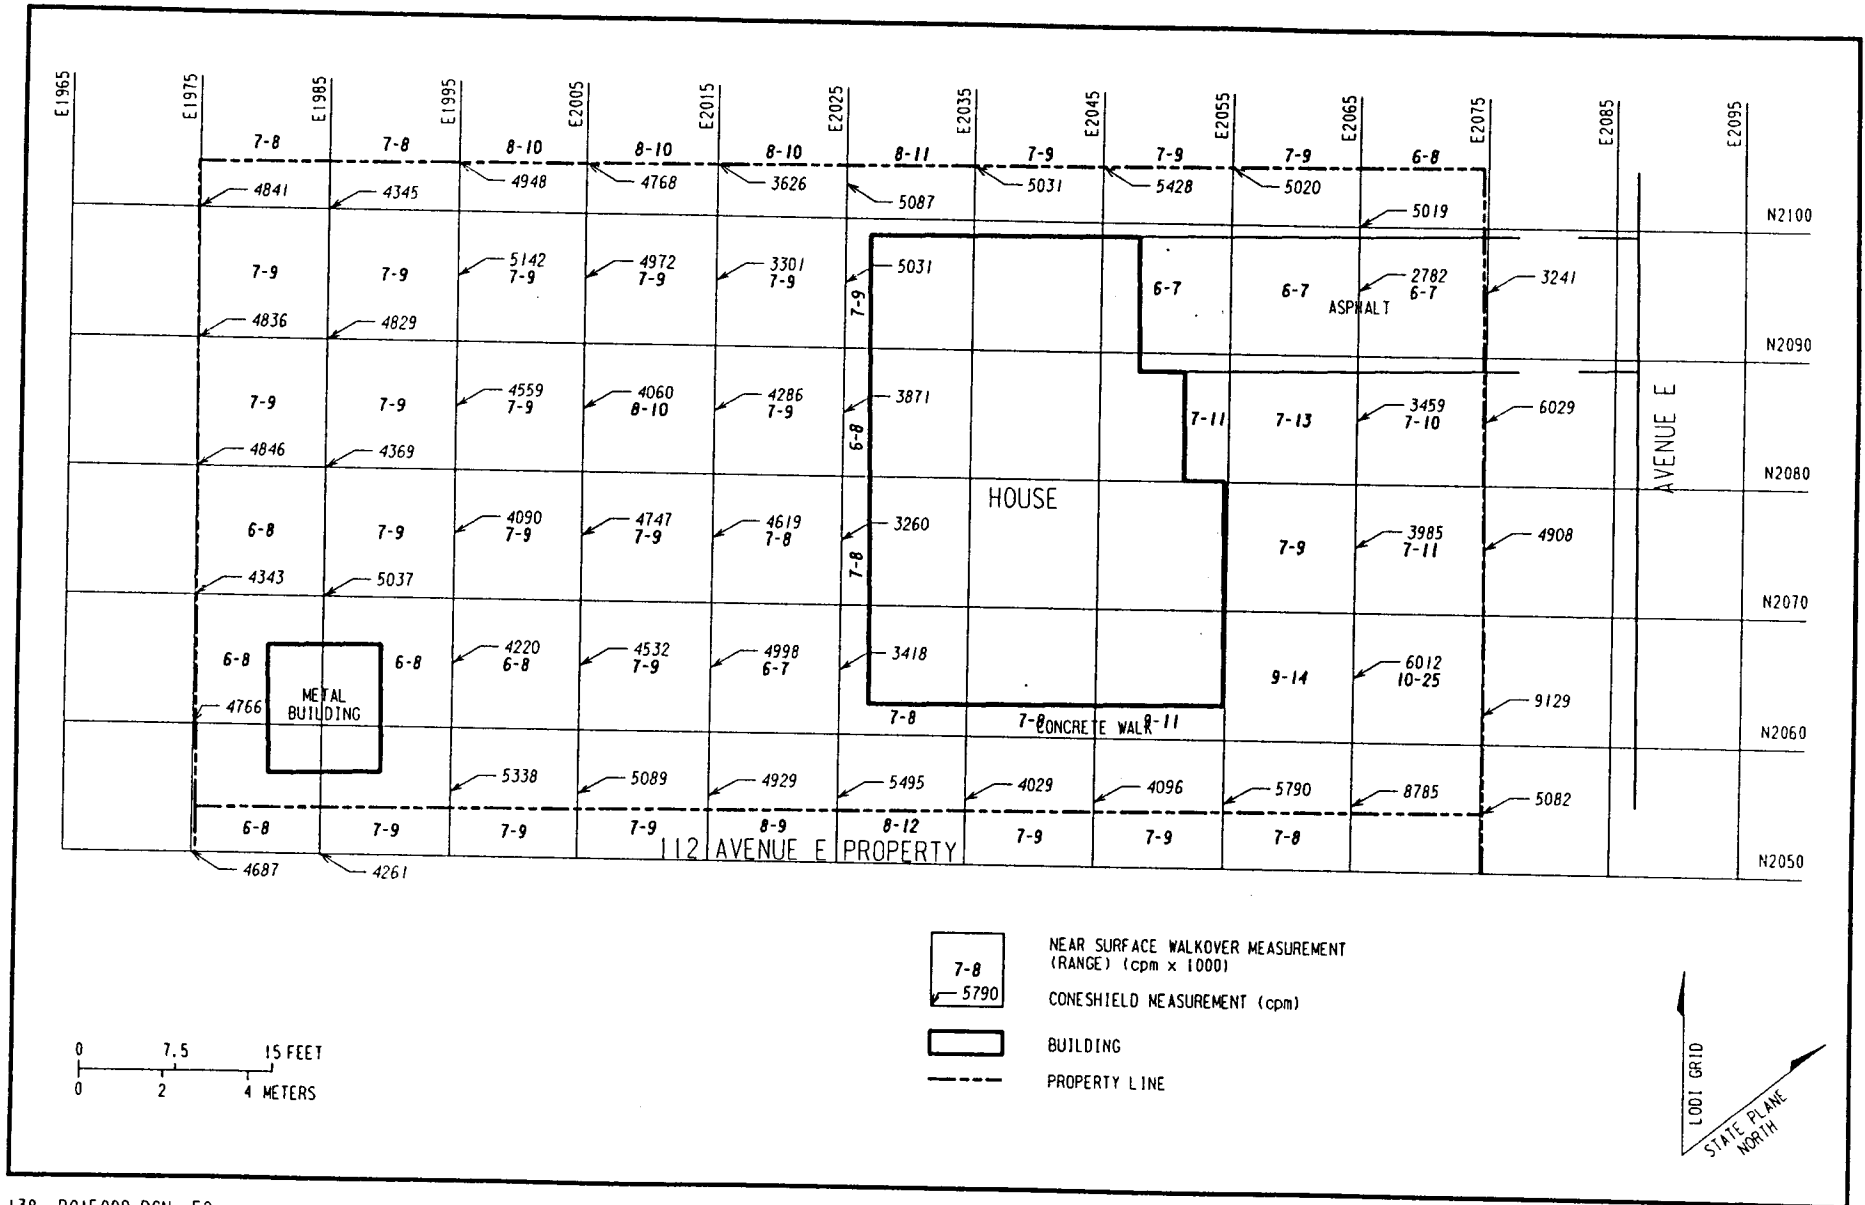 E1965 E1975 E1985 E1995 E2005 E2015 E2025 E2035 E2045 E2055 E2065 E2075 E2085 E2095
7-8 7-8 8-10 8-10 8-10 8-11 7-9 7-9 7-9 6-8
4841 4345 4948 4768 3626 5087 5031 5428 5020 5019
N2100
7-9 7-9 5142 4972 3301 5031 2782 3241
7-9 7-9 7-9 7-9 6-7 6-7 6-7
ASPHALT
4836 4829
N2090
7-9 7-9 4559 4060 4286 3871 3459 6029
7-9 8-10 7-9 6-8 7-11 7-13 7-10
AVENUE E
4846 4369
N2080
HOUSE
6-8 7-9 4090 4747 4619 3260 3985 4908
7-9 7-9 7-8 7-8 7-9 7-11
4343 5037
N2070
6-8 6-8 4220 4532 4998 3418 6012
6-8 7-9 6-7 9-14 10-25
METAL
BUILDING
4766 9129
7-8 7-8 9-11
CONCRETE WALK
N2060
5338 5089 4929 5495 4029 4096 5790 8785 5082
6-8 7-9 7-9 7-9 8-9 8-12 7-9 7-9 7-8
112 AVENUE E PROPERTY
N2050
4687 4261
7-8
5790
NEAR SURFACE WALKOVER MEASUREMENT
(RANGE) (cpm x 1000)
CONESHIELD MEASUREMENT (cpm)
BUILDING
PROPERTY LINE
0 7.5 15 FEET
0 2 4 METERS
LODI GRID
STATE PLANE
NORTH